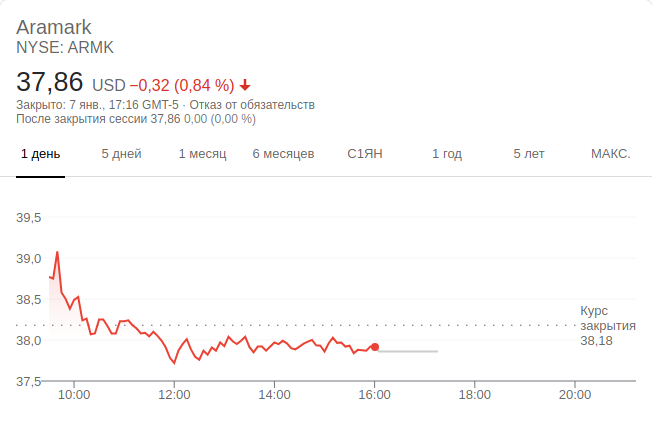 Aramark
NYSE: ARMK
37,86 USD −0,32 (0,84 %)
Закрыто: 7 янв., 17:16 GMT-5 · Отказ от обязательств
После закрытия сессии 37,86 0,00 (0,00 %)
1 день 5 дней 1 месяц 6 месяцев С1ЯН 1 год 5 лет МАКС.
39,5
39,0
38,5
38,0
37,5
Курс
закрытия
38,18
10:00 12:00 14:00 16:00 18:00 20:00